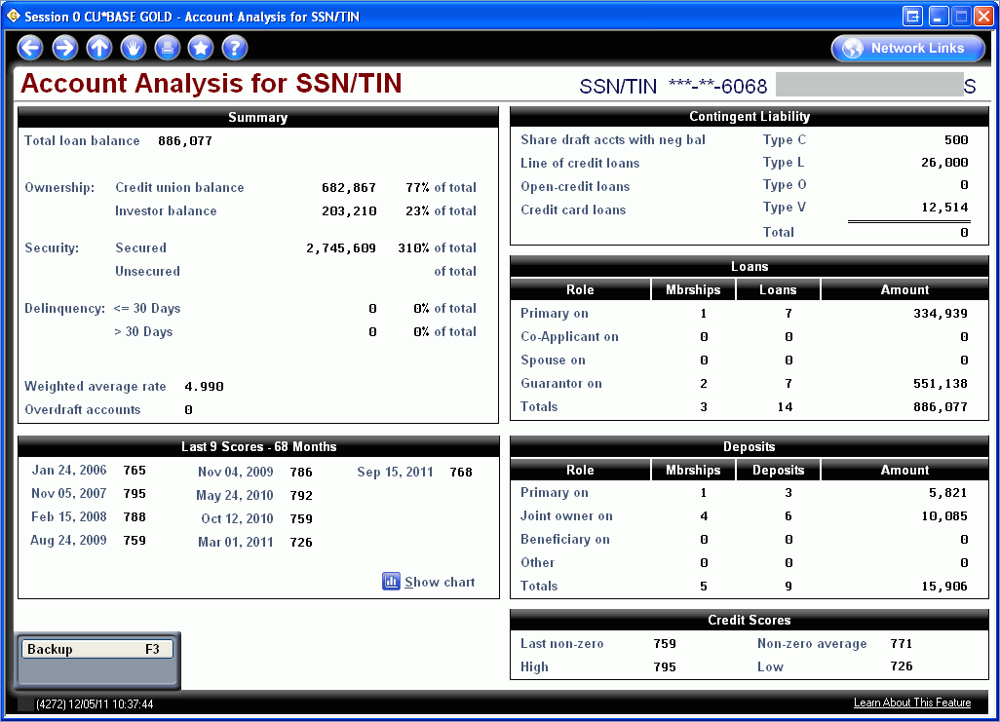 Session 0 CU*BASE GOLD - Account Analysis for SSN/TIN
Network Links
Account Analysis for SSN/TIN
SSN/TIN ***-**-6068 S
Summary
Total loan balance 886,077
Ownership: Credit union balance 682,867 77% of total
Investor balance 203,210 23% of total
Security: Secured 2,745,609 310% of total
Unsecured of total
Delinquency: <= 30 Days 0 0% of total
> 30 Days 0 0% of total
Weighted average rate 4.990
Overdraft accounts 0
Contingent Liability
Share draft accts with neg bal Type C 500
Line of credit loans Type L 26,000
Open-credit loans Type O 0
Credit card loans Type V 12,514
Total 0
Loans
Role Mbrships Loans Amount
Primary on 1 7 334,939
Co-Applicant on 0 0 0
Spouse on 0 0 0
Guarantor on 2 7 551,138
Totals 3 14 886,077
Last 9 Scores - 68 Months
Jan 24, 2006 765 Nov 04, 2009 786 Sep 15, 2011 768
Nov 05, 2007 795 May 24, 2010 792
Feb 15, 2008 788 Oct 12, 2010 759
Aug 24, 2009 759 Mar 01, 2011 726
Show chart
Deposits
Role Mbrships Deposits Amount
Primary on 1 3 5,821
Joint owner on 4 6 10,085
Beneficiary on 0 0 0
Other 0 0 0
Totals 5 9 15,906
Credit Scores
Last non-zero 759 Non-zero average 771
High 795 Low 726
Backup F3
(4272) 12/05/11 10:37:44
Learn About This Feature